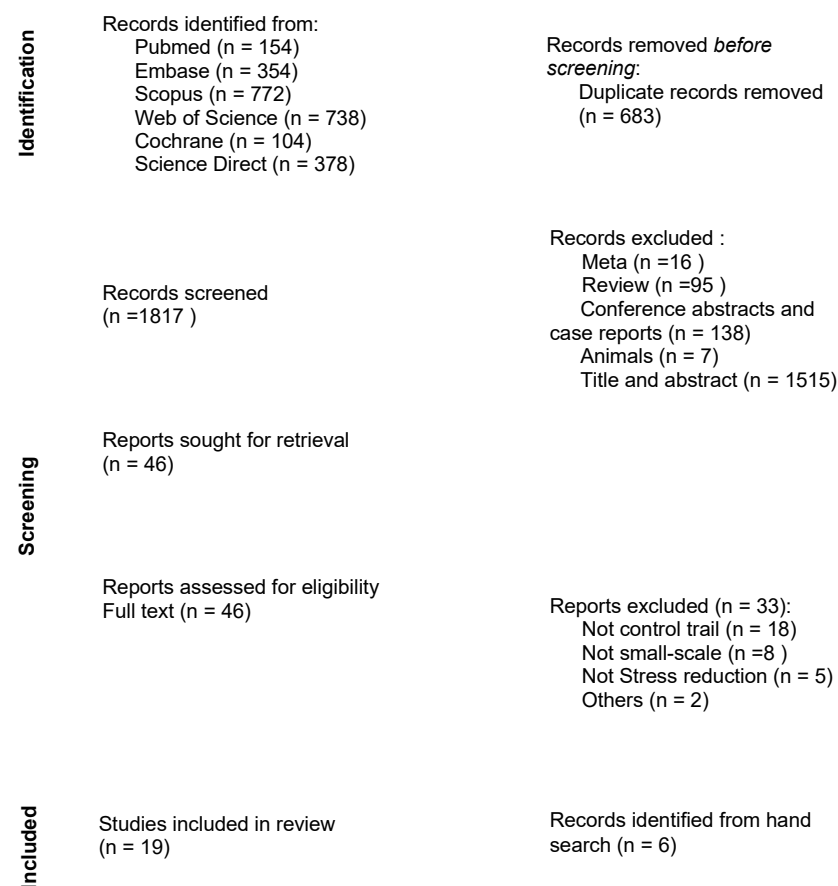 Identification
Records identified from:
Pubmed (n = 154)
Embase (n = 354)
Scopus (n = 772)
Web of Science (n = 738)
Cochrane (n = 104)
Science Direct (n = 378)
Records removed before
screening:
Duplicate records removed
(n = 683)
Screening
Records screened
(n =1817 )
Records excluded :
Meta (n =16 )
Review (n =95 )
Conference abstracts and
case reports (n = 138)
Animals (n = 7)
Title and abstract (n = 1515)
Reports sought for retrieval
(n = 46)
Reports assessed for eligibility
Full text (n = 46)
Reports excluded (n = 33):
Not control trail (n = 18)
Not small-scale (n =8 )
Not Stress reduction (n = 5)
Others (n = 2)
Included
Studies included in review
(n = 19)
Records identified from hand
search (n = 6)